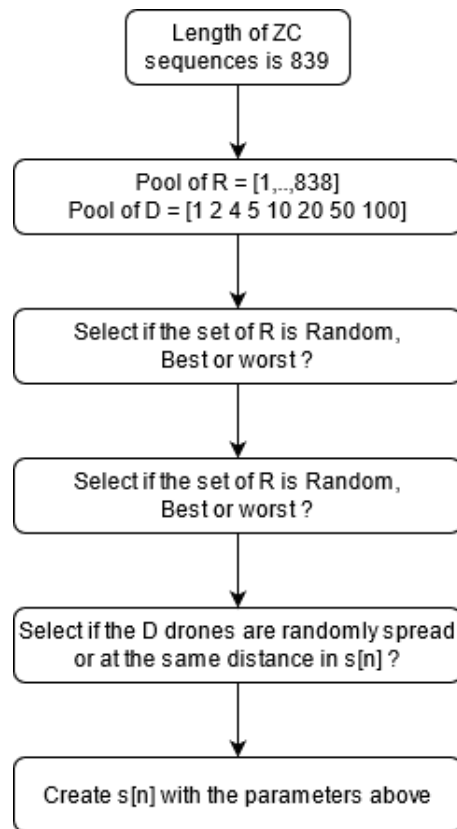 Length of ZC
sequences is 839
Pool of R = [1,..,838]
Pool of D = [1 2 4 5 10 20 50 100]
Select if the set of R is Random,
Best or worst ?
Select if the set of R is Random,
Best or worst ?
Select if the D drones are randomly spread
or at the same distance in s[n] ?
Create s[n] with the parameters above